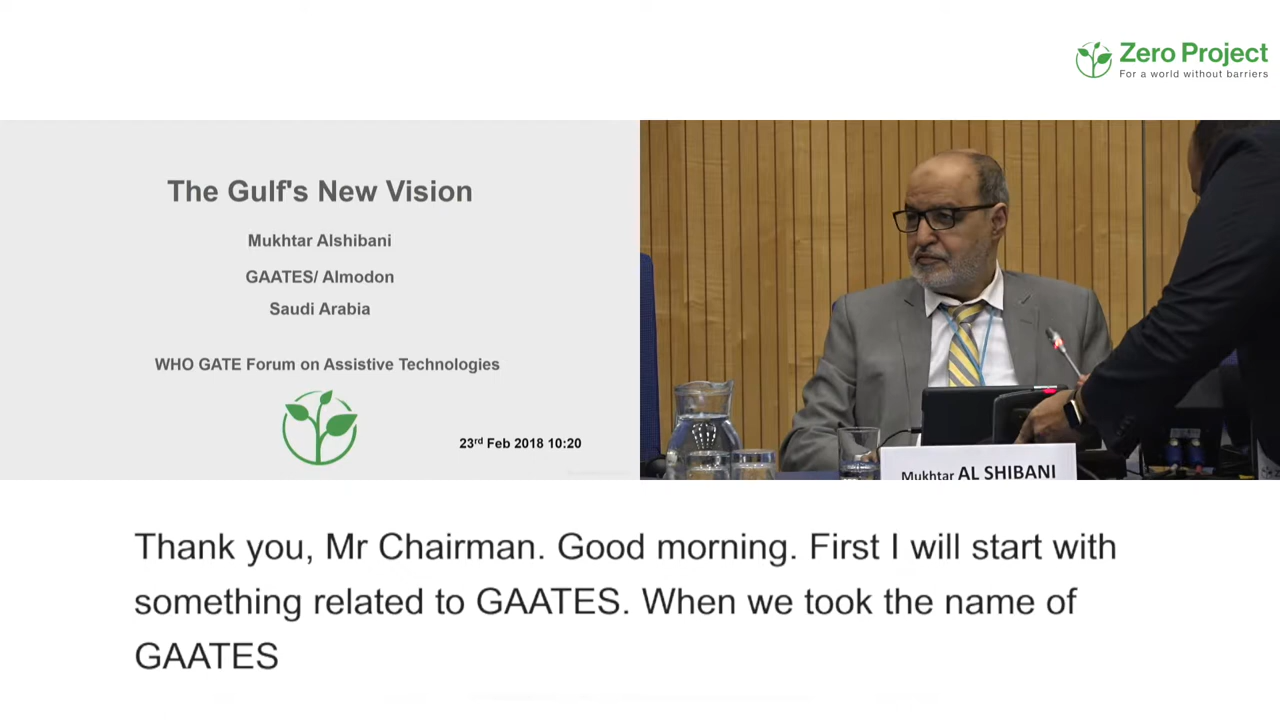 Zero Project
For a world without barriers
The Gulf's New Vision
Mukhtar Alshibani
GAATES/ Almodon
Saudi Arabia
WHO GATE Forum on Assistive Technologies
23rd Feb 2018 10:20
Mukhtar AL SHIBANI
Thank you, Mr Chairman. Good morning. First I will start with
something related to GAATES. When we took the name of
GAATES